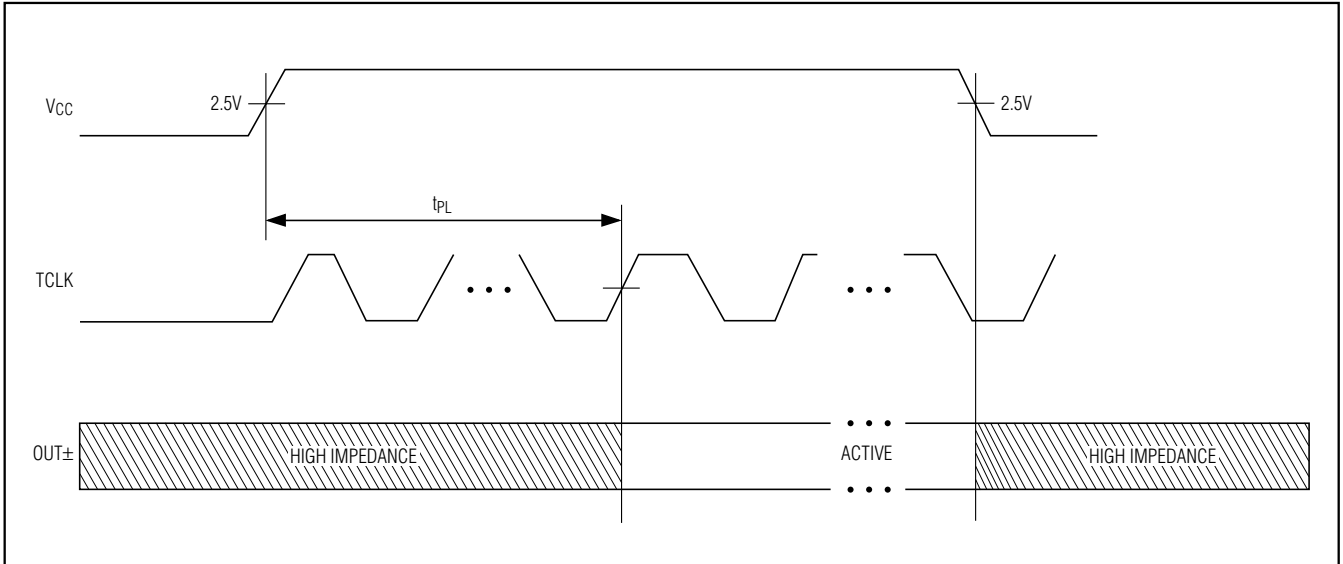 VCC
2.5V
2.5V
tPL
TCLK
OUT±
HIGH IMPEDANCE
ACTIVE
HIGH IMPEDANCE